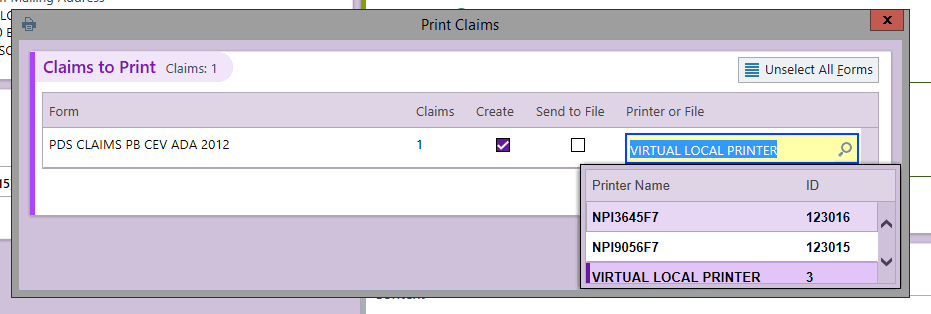 Mailing Address
Print Claims
x
Claims to Print Claims: 1
Unselect All Forms
Form Claims Create Send to File Printer or File
PDS CLAIMS PB CEV ADA 2012 1 VIRTUAL LOCAL PRINTER
Printer Name ID
NPI3645F7 123016
NPI9056F7 123015
VIRTUAL LOCAL PRINTER 3